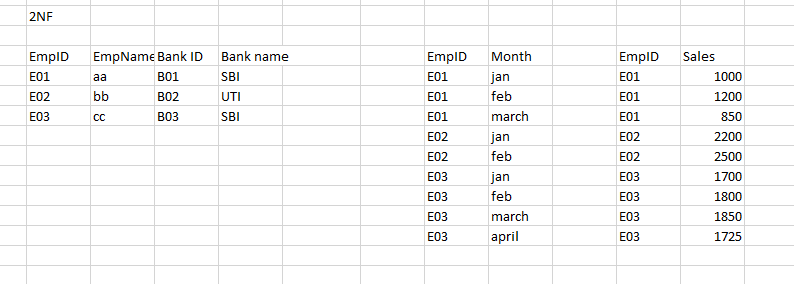 2NF
EmpID EmpName Bank ID Bank name EmpID Month EmpID Sales
E01 aa B01 SBI E01 jan E01 1000
E02 bb B02 UTI E01 feb E01 1200
E03 cc B03 SBI E01 march E01 850
E02 jan E02 2200
E02 feb E02 2500
E03 jan E03 1700
E03 feb E03 1800
E03 march E03 1850
E03 april E03 1725